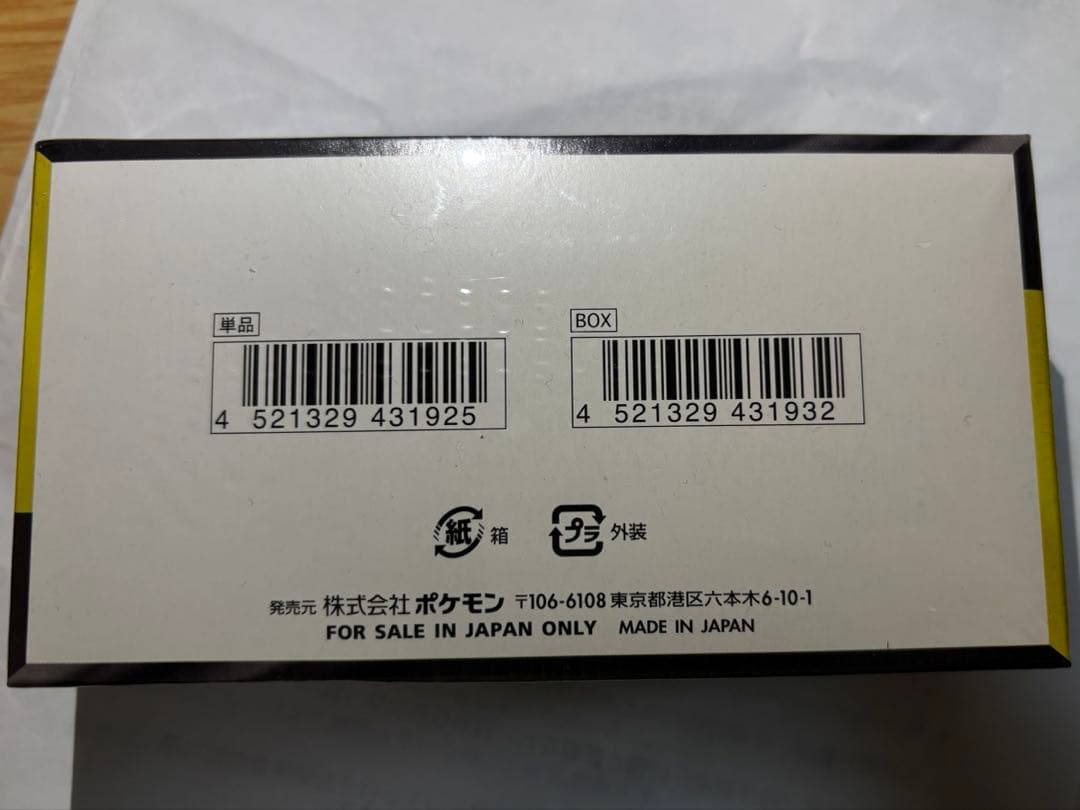 単品
4 521329 431925
BOX
4 521329 431932
紙 箱
プラ 外装
発売元 株式会社 ポケモン 〒106-6108 東京都港区六本木6-10-1
FOR SALE IN JAPAN ONLY MADE IN JAPAN